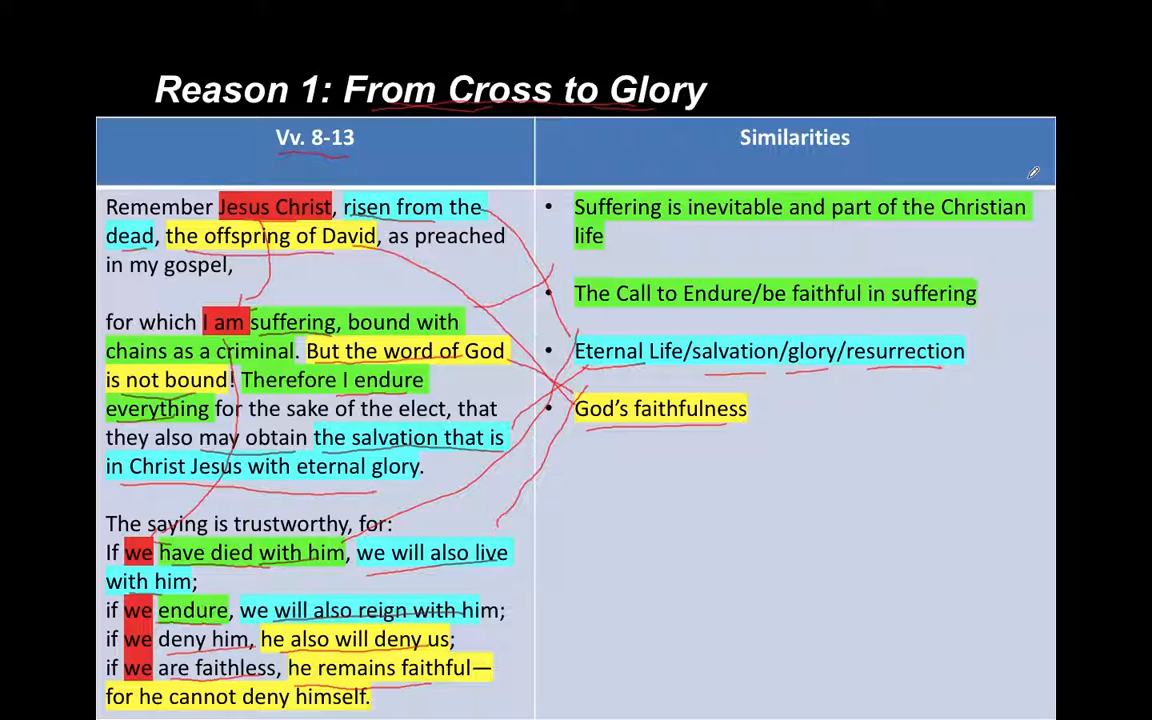 Reason 1: From Cross to Glory
Vv. 8-13
Similarities
Remember Jesus Christ, risen from the
dead, the offspring of David, as preached
in my gospel,
for which I am suffering, bound with
chains as a criminal. But the word of God
is not bound! Therefore I endure
everything for the sake of the elect, that
they also may obtain the salvation that is
in Christ Jesus with eternal glory.
The saying is trustworthy, for:
If we have died with him, we will also live
with him;
if we endure, we will also reign with him;
if we deny him, he also will deny us;
if we are faithless, he remains faithful—
for he cannot deny himself.
• Suffering is inevitable and part of the Christian
life
• The Call to Endure/be faithful in suffering
• Eternal Life/salvation/glory/resurrection
• God’s faithfulness